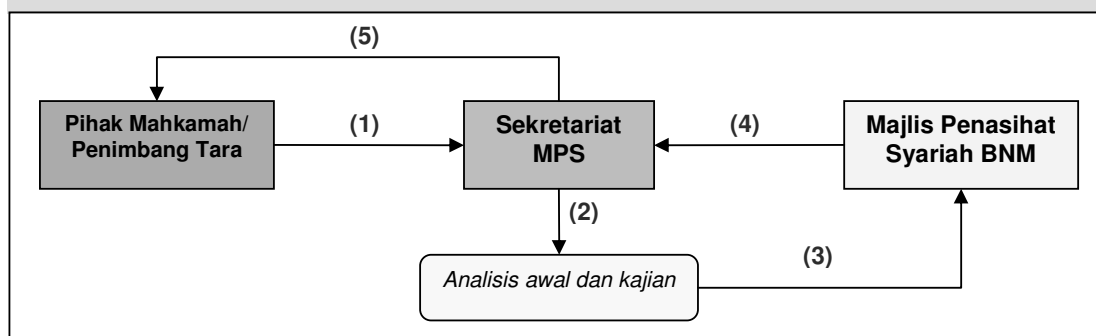 (5)
Pihak Mahkamah/
Penimbang Tara
(1)
Sekretariat
MPS
(4)
Majlis Penasihat
Syariah BNM
(2)
Analisis awal dan kajian
(3)